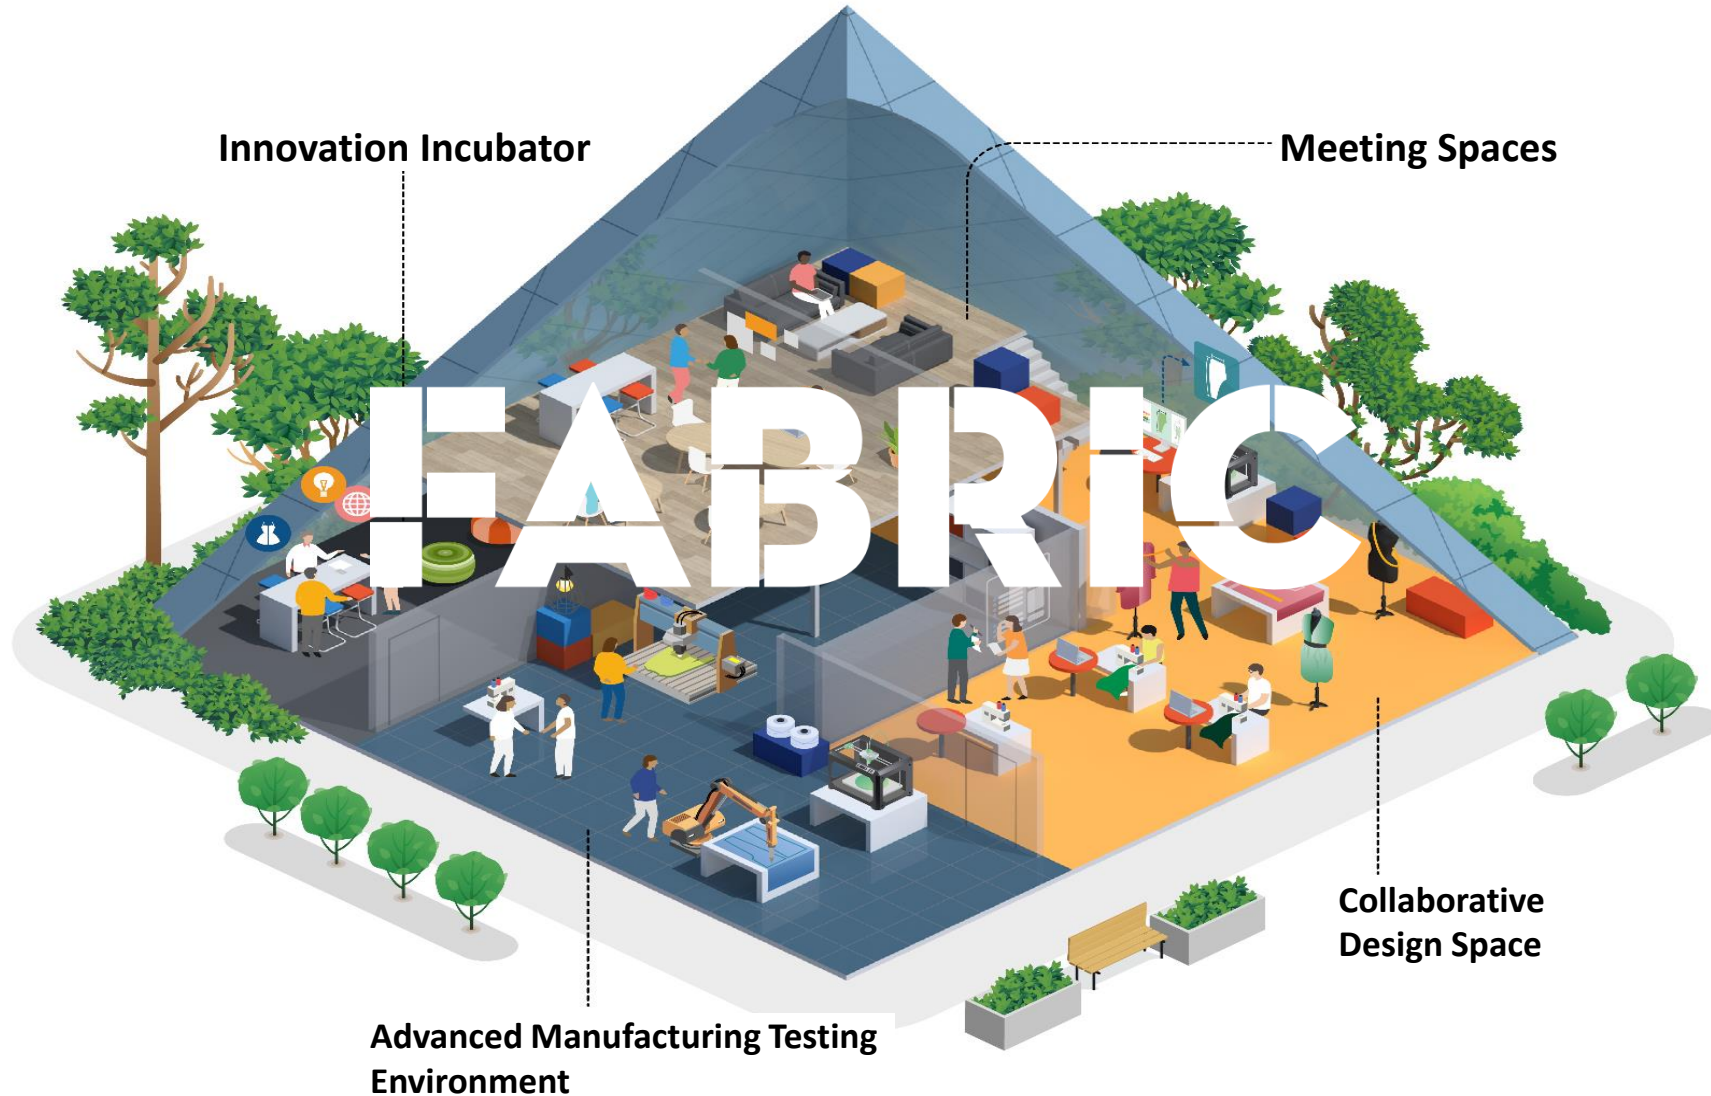 Innovation Incubator
Meeting Spaces
FABRiC
Collaborative
Design Space
Advanced Manufacturing Testing
Environment